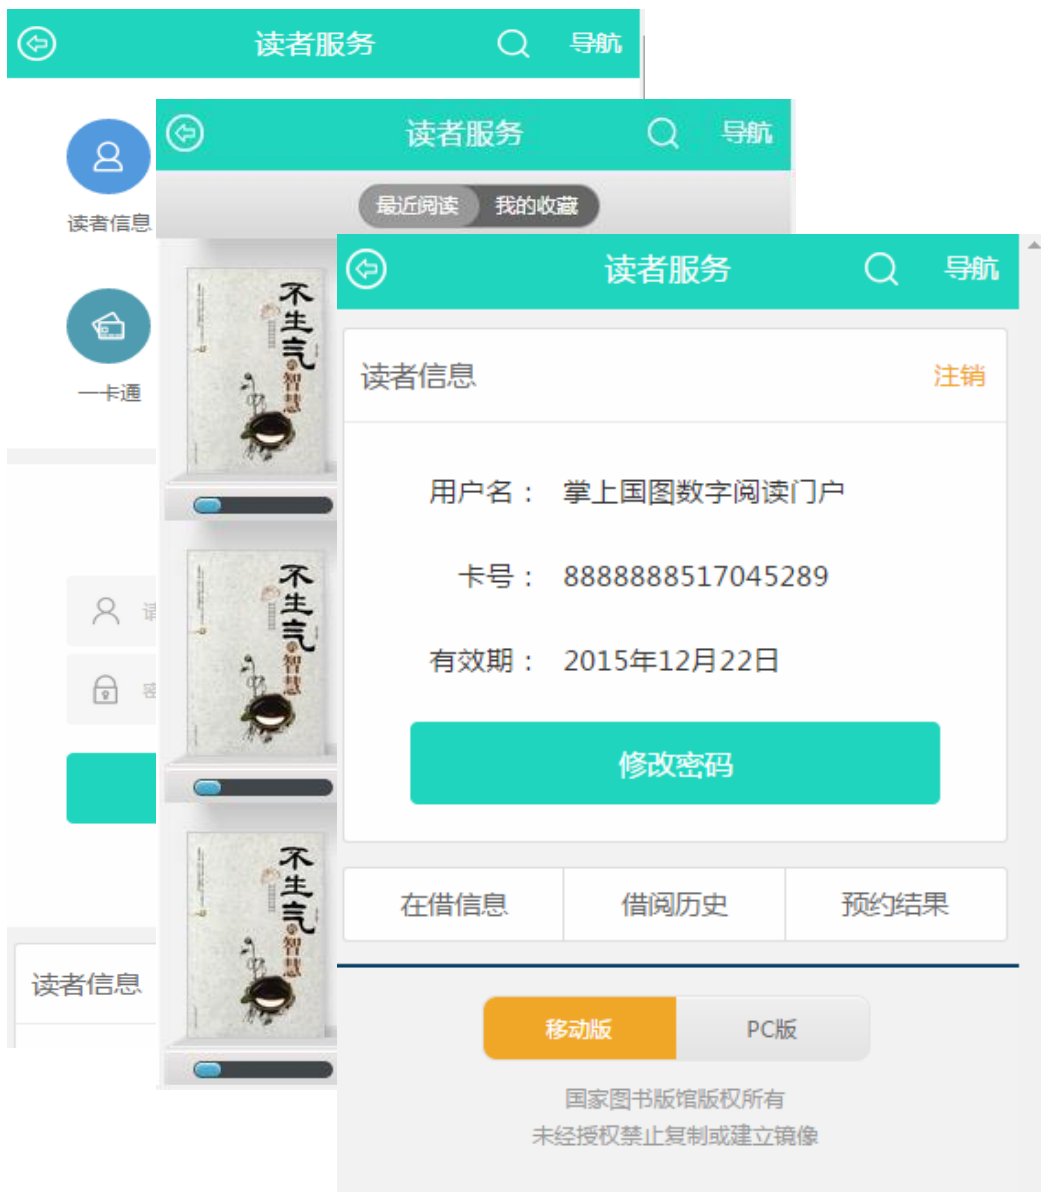 读者服务
导航
读者信息
一卡通
请
密
读者信息
读者服务
导航
最近阅读
我的收藏
不生气的智慧
不生气的智慧
不生气的智慧
读者服务
导航
读者信息
注销
用户名：掌上国图数字阅读门户
卡号：8888888517045289
有效期：2015年12月22日
修改密码
在借信息
借阅历史
预约结果
移动版
PC版
国家图书版馆版权所有
未经授权禁止复制或建立镜像